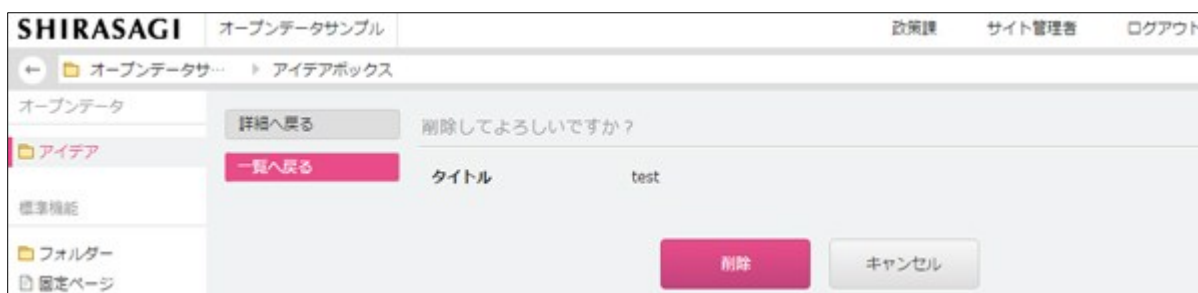 SHIRASAGI オープンデータサンプル 政策課 サイト管理者 ログアウト
← オープンデータサ… アイデアボックス
オープンデータ
アイデア
標準機能
フォルダー
固定ページ
詳細へ戻る
一覧へ戻る
削除してよろしいですか？
タイトル test
削除 キャンセル